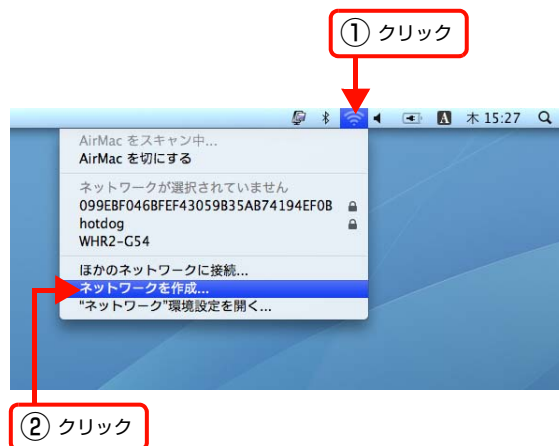 ① クリック
A 木 15:27
AirMac をスキャン中...
AirMac を切にする
ネットワークが選択されていません
099EBF046BFEF43059B35AB74194EF0B
hotdog
WHR2-G54
ほかのネットワークに接続...
ネットワークを作成...
"ネットワーク"環境設定を開く...
② クリック